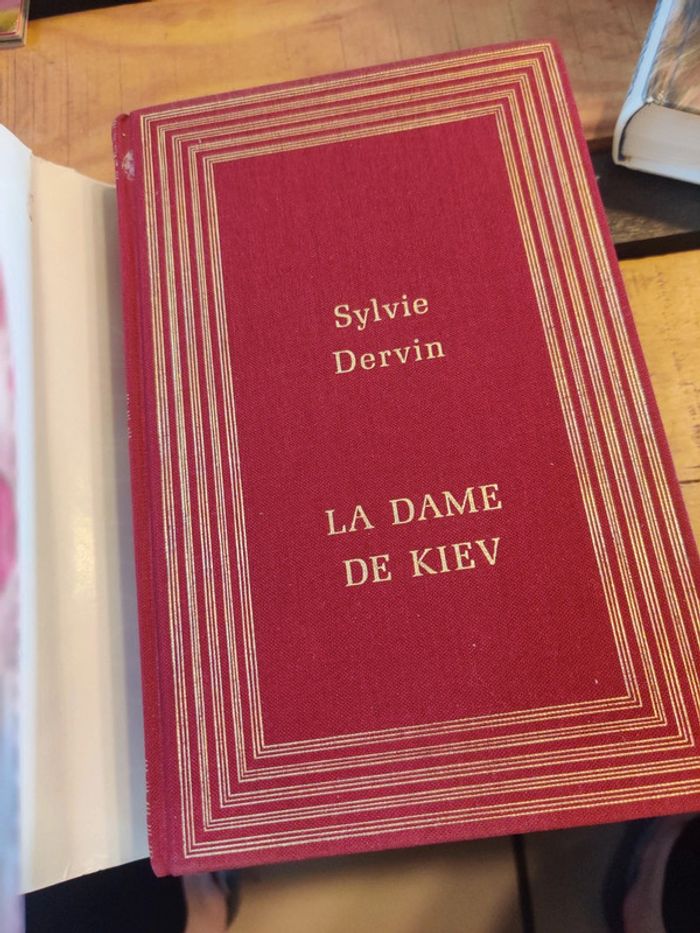 Sylvie
Dervin
LA DAME
DE KIEV